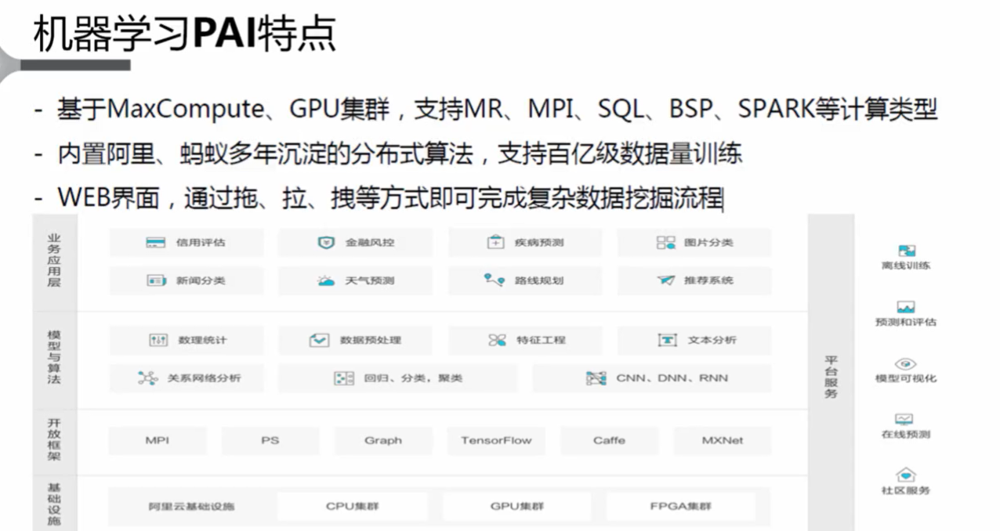 机器学习PAI特点
- 基于MaxCompute、GPU集群，支持MR、MPI、SQL、BSP、SPARK等计算类型
- 内置阿里、蚂蚁多年沉淀的分布式算法，支持百亿级数据量训练
- WEB界面，通过拖、拉、拽等方式即可完成复杂数据挖掘流程
业务应用层
信用评估 金融风控 疾病预测 图片分类
新闻分类 天气预测 路线规划 推荐系统
模型与算法
数理统计 数据预处理 特征工程 文本分析
关系网络分析 回归、分类，聚类 CNN、DNN、RNN
开放框架
MPI PS Graph TensorFlow Caffe MXNet
基础设施
阿里云基础设施 CPU集群 GPU集群 FPGA集群
平台服务
离线训练
预测和评估
模型可视化
在线预测
社区服务